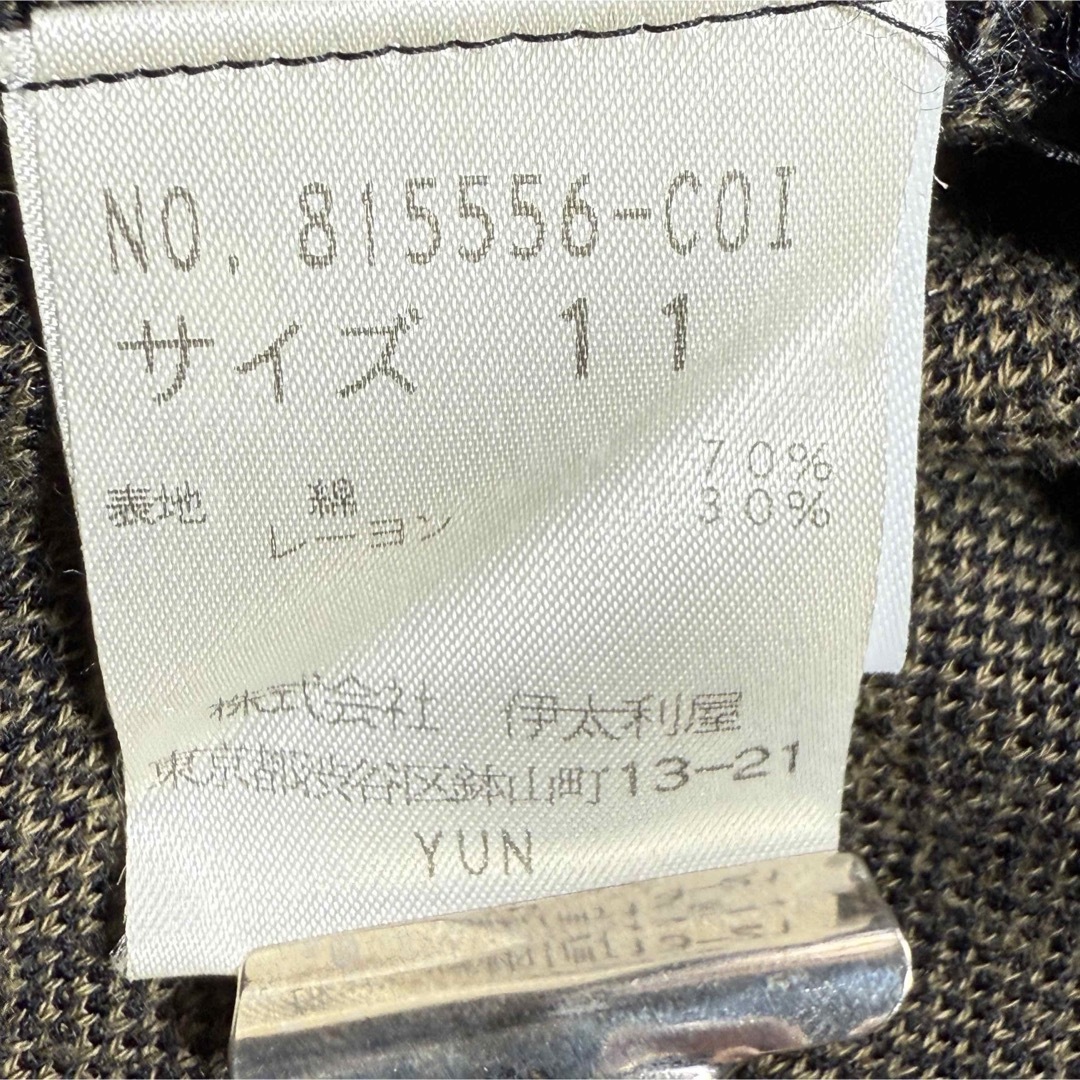 NO. 815556-COI
サイズ 11
表地 綿 70%
レーヨン 30%
株式会社 伊太利屋
東京都渋谷区鉢山町13-21
YUN